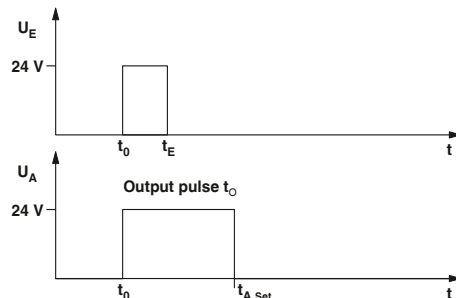 U_E
24 V
t_0
t_E
t
U_A
Output pulse t_O
24 V
t_0
t_A Set
t